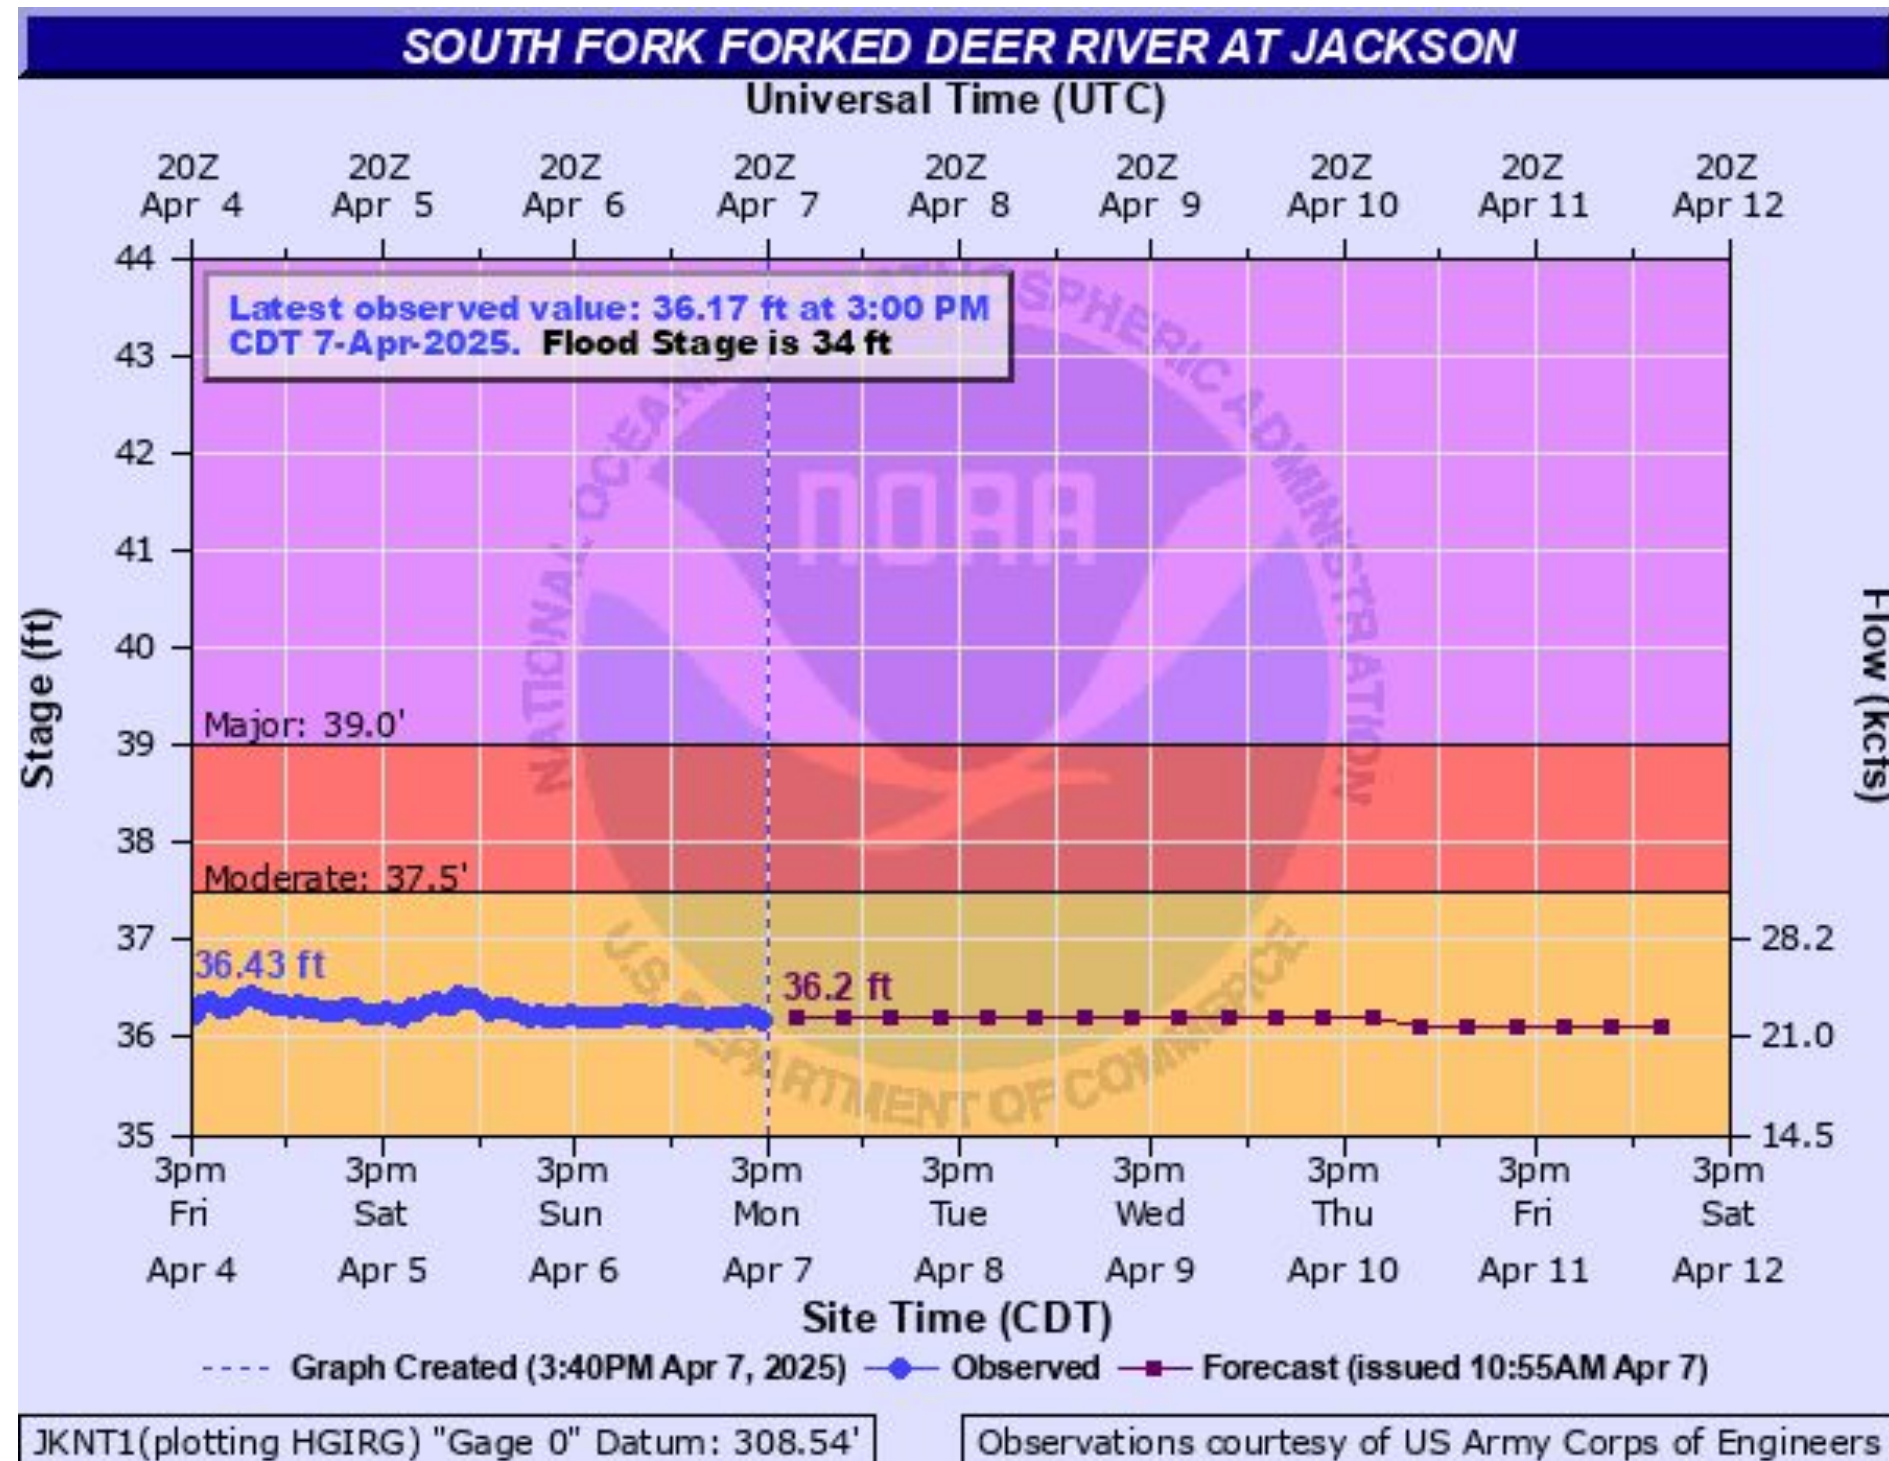 SOUTH FORK FORKED DEER RIVER AT JACKSON
Universal Time (UTC)
20Z 20Z 20Z 20Z 20Z 20Z 20Z 20Z 20Z
Apr 4 Apr 5 Apr 6 Apr 7 Apr 8 Apr 9 Apr 10 Apr 11 Apr 12
Latest observed value: 36.17 ft at 3:00 PM
CDT 7-Apr-2025. Flood Stage is 34 ft
44
43
42
41
40
39
38
37
36
35
Stage (ft)
Flow (kcfs)
28.2
21.0
14.5
NOAA
NATIONAL OCEANIC ATMOSPHERIC ADMINISTRATION
U.S. DEPARTMENT OF COMMERCE
Major: 39.0'
Moderate: 37.5'
36.43 ft
36.2 ft
3pm 3pm 3pm 3pm 3pm 3pm 3pm 3pm 3pm
Fri Sat Sun Mon Tue Wed Thu Fri Sat
Apr 4 Apr 5 Apr 6 Apr 7 Apr 8 Apr 9 Apr 10 Apr 11 Apr 12
Site Time (CDT)
Graph Created (3:40PM Apr 7, 2025) Observed Forecast (issued 10:55AM Apr 7)
JKNT1(plotting HGIRG) "Gage 0" Datum: 308.54'
Observations courtesy of US Army Corps of Engineers